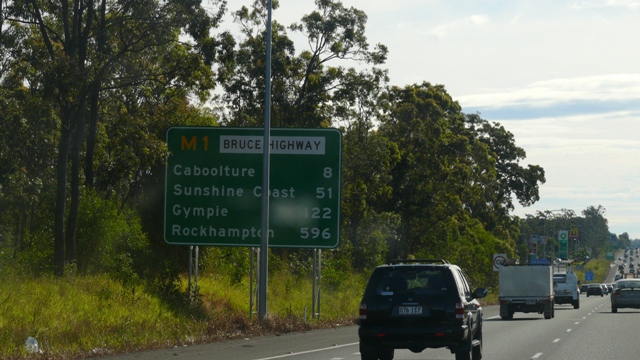 M1 BRUCE HIGHWAY
Caboolture 8
Sunshine Coast 51
Gympie 122
Rockhampton 596